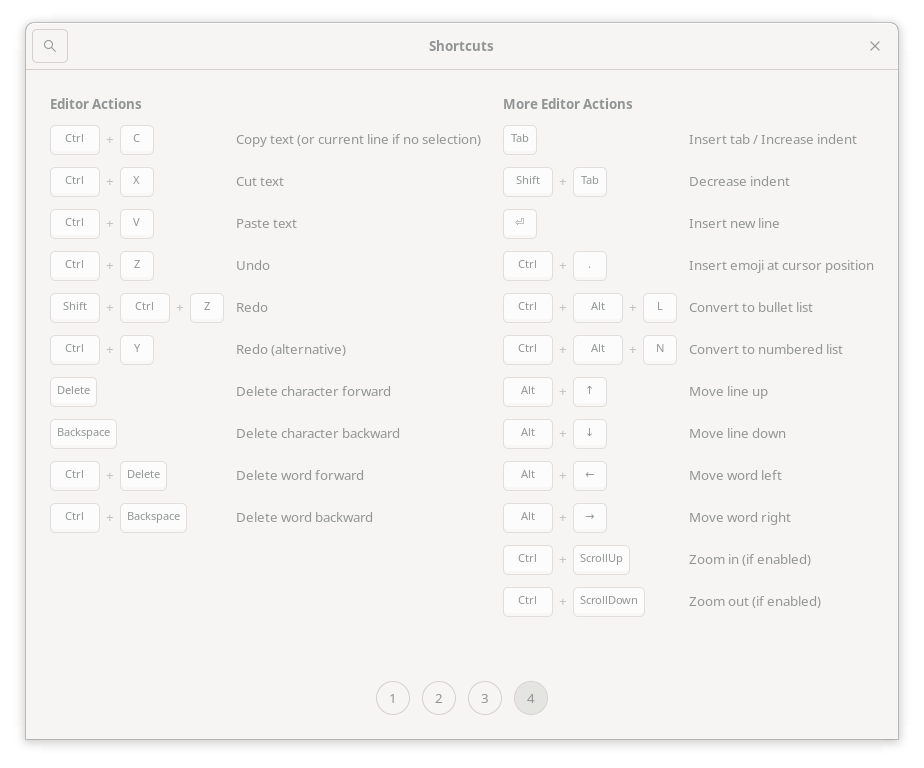 Shortcuts
Editor Actions
Ctrl + C Copy text (or current line if no selection)
Ctrl + X Cut text
Ctrl + V Paste text
Ctrl + Z Undo
Shift + Ctrl + Z Redo
Ctrl + Y Redo (alternative)
Delete Delete character forward
Backspace Delete character backward
Ctrl + Delete Delete word forward
Ctrl + Backspace Delete word backward
More Editor Actions
Tab Insert tab / Increase indent
Shift + Tab Decrease indent
⏎ Insert new line
Ctrl + . Insert emoji at cursor position
Ctrl + Alt + L Convert to bullet list
Ctrl + Alt + N Convert to numbered list
Alt + ↑ Move line up
Alt + ↓ Move line down
Alt + ← Move word left
Alt + → Move word right
Ctrl + ScrollUp Zoom in (if enabled)
Ctrl + ScrollDown Zoom out (if enabled)
1 2 3 4